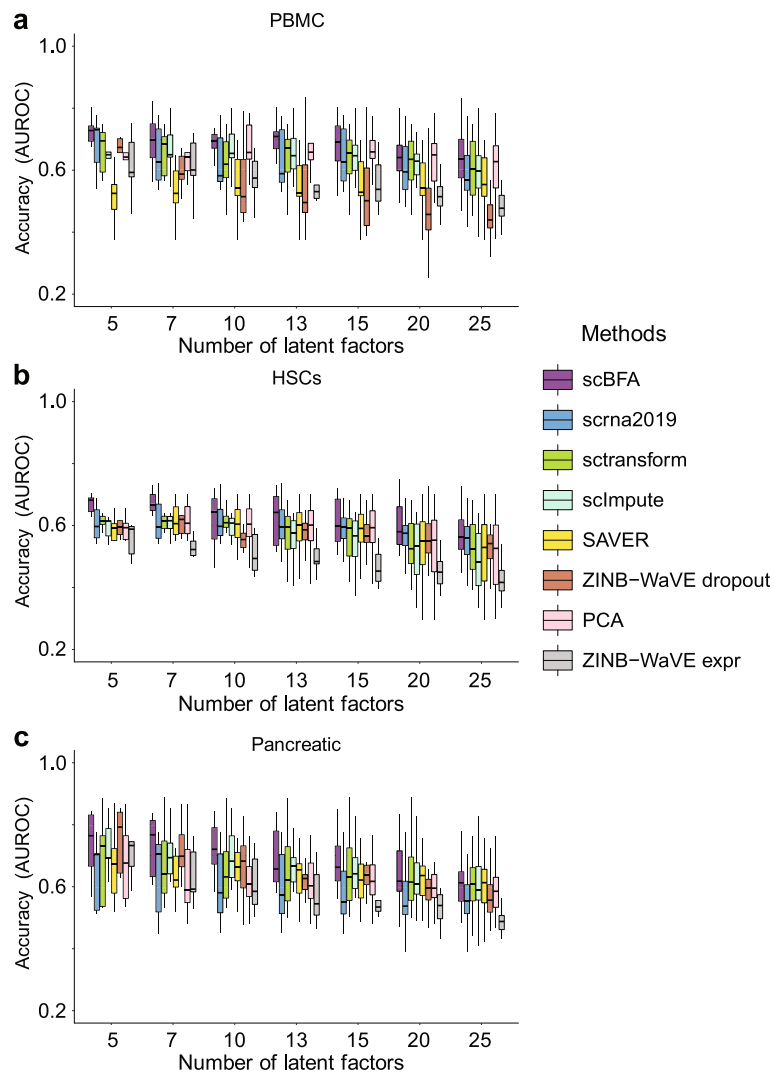 a
PBMC
1.0
0.6
0.2
Accuracy (AUROC)
5 7 10 13 15 20 25
Number of latent factors
b
HSCs
1.0
0.6
0.2
Accuracy (AUROC)
5 7 10 13 15 20 25
Number of latent factors
c
Pancreatic
1.0
0.6
0.2
Accuracy (AUROC)
5 7 10 13 15 20 25
Number of latent factors
Methods
scBFA
scrna2019
sctransform
scImpute
SAVER
ZINB−WaVE dropout
PCA
ZINB−WaVE expr